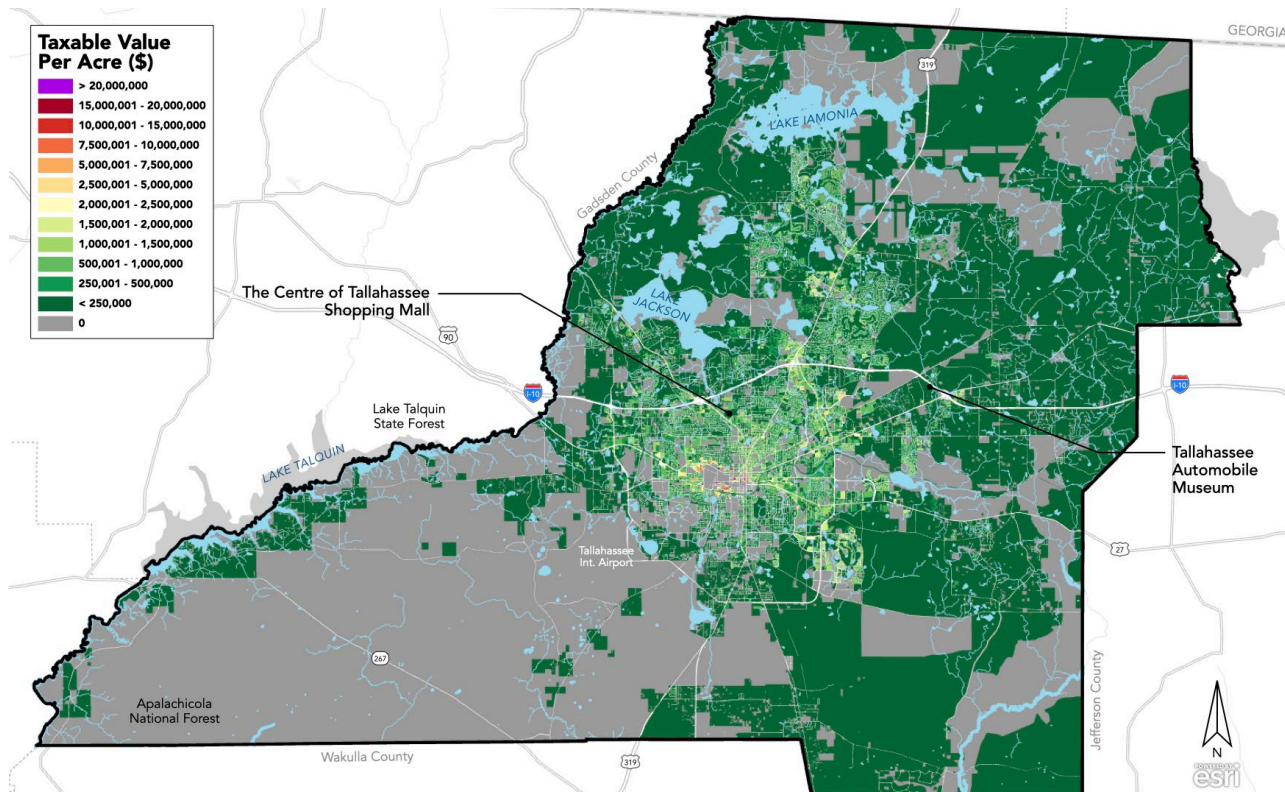 Taxable Value
Per Acre ($)
> 20,000,000
15,000,001 - 20,000,000
10,000,001 - 15,000,000
7,500,001 - 10,000,000
5,000,001 - 7,500,000
2,500,001 - 5,000,000
2,000,001 - 2,500,000
1,500,001 - 2,000,000
1,000,001 - 1,500,000
500,001 - 1,000,000
250,001 - 500,000
< 250,000
0
GEORGIA
319
LAKE IAMONIA
Gadsden County
The Centre of Tallahassee
Shopping Mall
LAKE
JACKSON
90
I-10
I-10
Lake Talquin
State Forest
LAKE TALQUIN
Tallahassee
Automobile
Museum
Tallahassee
Int. Airport
27
267
Apalachicola
National Forest
Wakulla County
319
Jefferson County
N
POWERED BY
esri